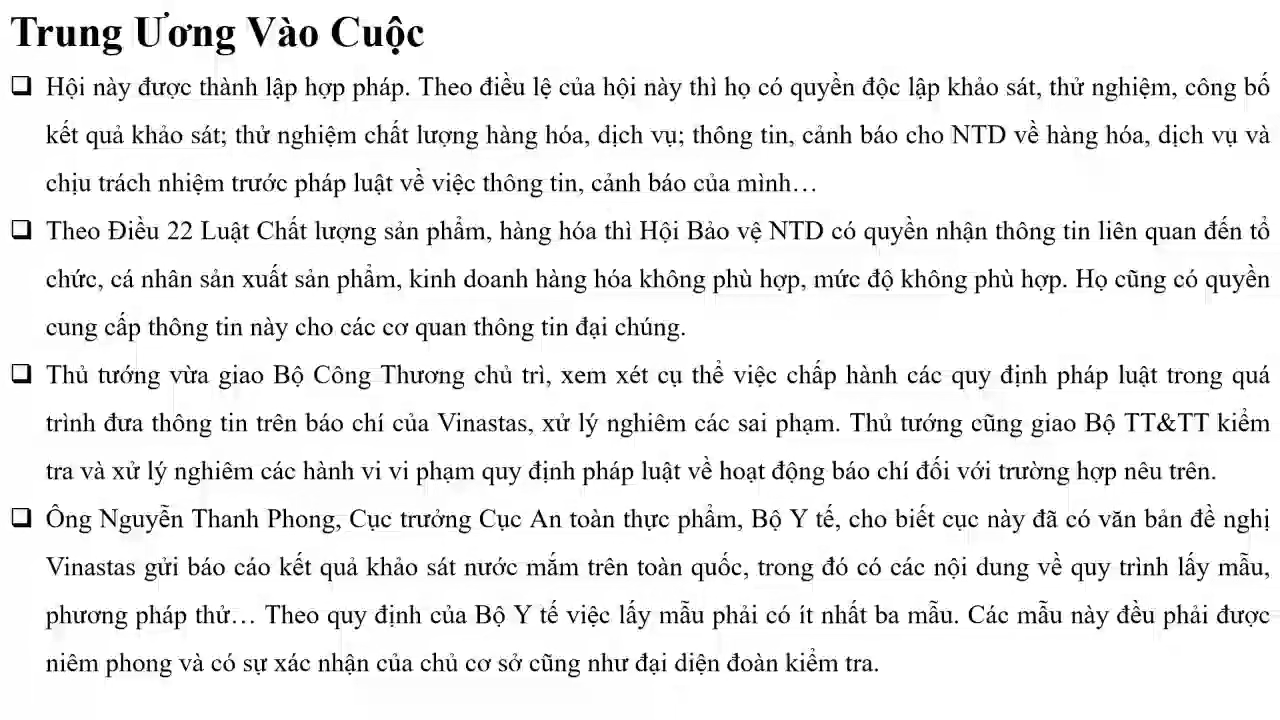 Trung Ương Vào Cuộc
❑ Hội này được thành lập hợp pháp. Theo điều lệ của hội này thì họ có quyền độc lập khảo sát, thử nghiệm, công bố
kết quả khảo sát; thử nghiệm chất lượng hàng hóa, dịch vụ; thông tin, cảnh báo cho NTD về hàng hóa, dịch vụ và
chịu trách nhiệm trước pháp luật về việc thông tin, cảnh báo của mình…
❑ Theo Điều 22 Luật Chất lượng sản phẩm, hàng hóa thì Hội Bảo vệ NTD có quyền nhận thông tin liên quan đến tổ
chức, cá nhân sản xuất sản phẩm, kinh doanh hàng hóa không phù hợp, mức độ không phù hợp. Họ cũng có quyền
cung cấp thông tin này cho các cơ quan thông tin đại chúng.
❑ Thủ tướng vừa giao Bộ Công Thương chủ trì, xem xét cụ thể việc chấp hành các quy định pháp luật trong quá
trình đưa thông tin trên báo chí của Vinastas, xử lý nghiêm các sai phạm. Thủ tướng cũng giao Bộ TT&TT kiểm
tra và xử lý nghiêm các hành vi vi phạm quy định pháp luật về hoạt động báo chí đối với trường hợp nêu trên.
❑ Ông Nguyễn Thanh Phong, Cục trưởng Cục An toàn thực phẩm, Bộ Y tế, cho biết cục này đã có văn bản đề nghị
Vinastas gửi báo cáo kết quả khảo sát nước mắm trên toàn quốc, trong đó có các nội dung về quy trình lấy mẫu,
phương pháp thử… Theo quy định của Bộ Y tế việc lấy mẫu phải có ít nhất ba mẫu. Các mẫu này đều phải được
niêm phong và có sự xác nhận của chủ cơ sở cũng như đại diện đoàn kiểm tra.